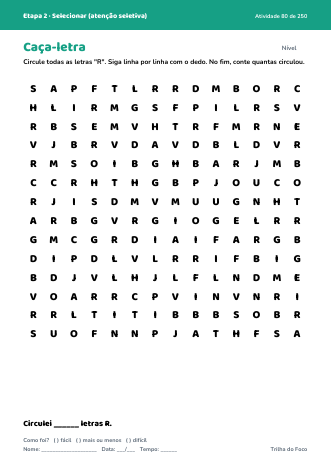 Etapa 2 · Selecionar (atenção seletiva)
Atividade 80 de 250
Caça-letra
Nível
Circule todas as letras "R". Siga linha por linha com o dedo. No fim, conte quantas circulou.
S A P F T L R R D M B O R C
H L I R M G S F P I L R S V
R B S E M V H T R F M R N E
V J B R V D A V D B L D V R
R M S O I B G H B A R J M B
C C R H T H G B P J O U C O
R J I S D M V M U U G N H T
A R B G V R G I O G E L R R
G M C G R D I A I F A R G B
D I P D L V L R R I F B I G
B D J V L H J L F L N D M E
V O A R R C P V I N V N R I
R R L T I T I B B B S O B R
S U O F N N P J A T H F S A
Circulei ______ letras R.
Como foi? ( ) fácil ( ) mais ou menos ( ) difícil
Nome: ____________________ Data: ___/___ Tempo: ______
Trilha do Foco